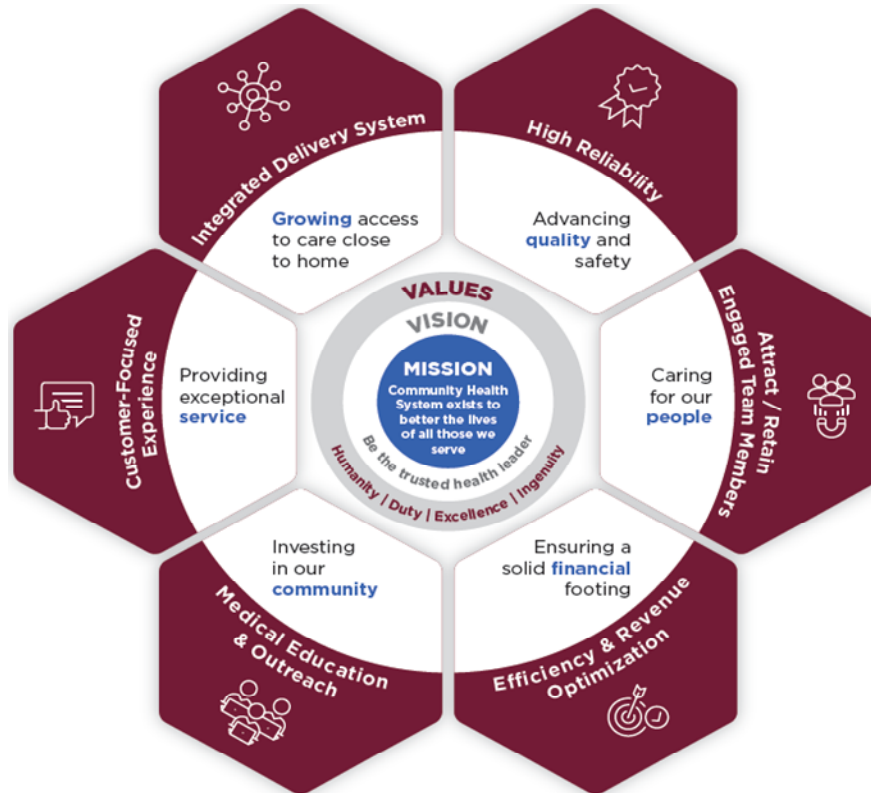 Integrated Delivery System
Growing access
to care close
to home
High Reliability
Advancing
quality and
safety
Attract / Retain
Engaged Team Members
Caring
for our
people
Efficiency & Revenue
Optimization
Ensuring a
solid financial
footing
Medical Education
& Outreach
Investing
in our
community
Customer-Focused
Experience
Providing
exceptional
service
VALUES
VISION
MISSION
Community Health
System exists to
better the lives
of all those we
serve
Be the trusted health leader
Humanity | Duty | Excellence | Ingenuity